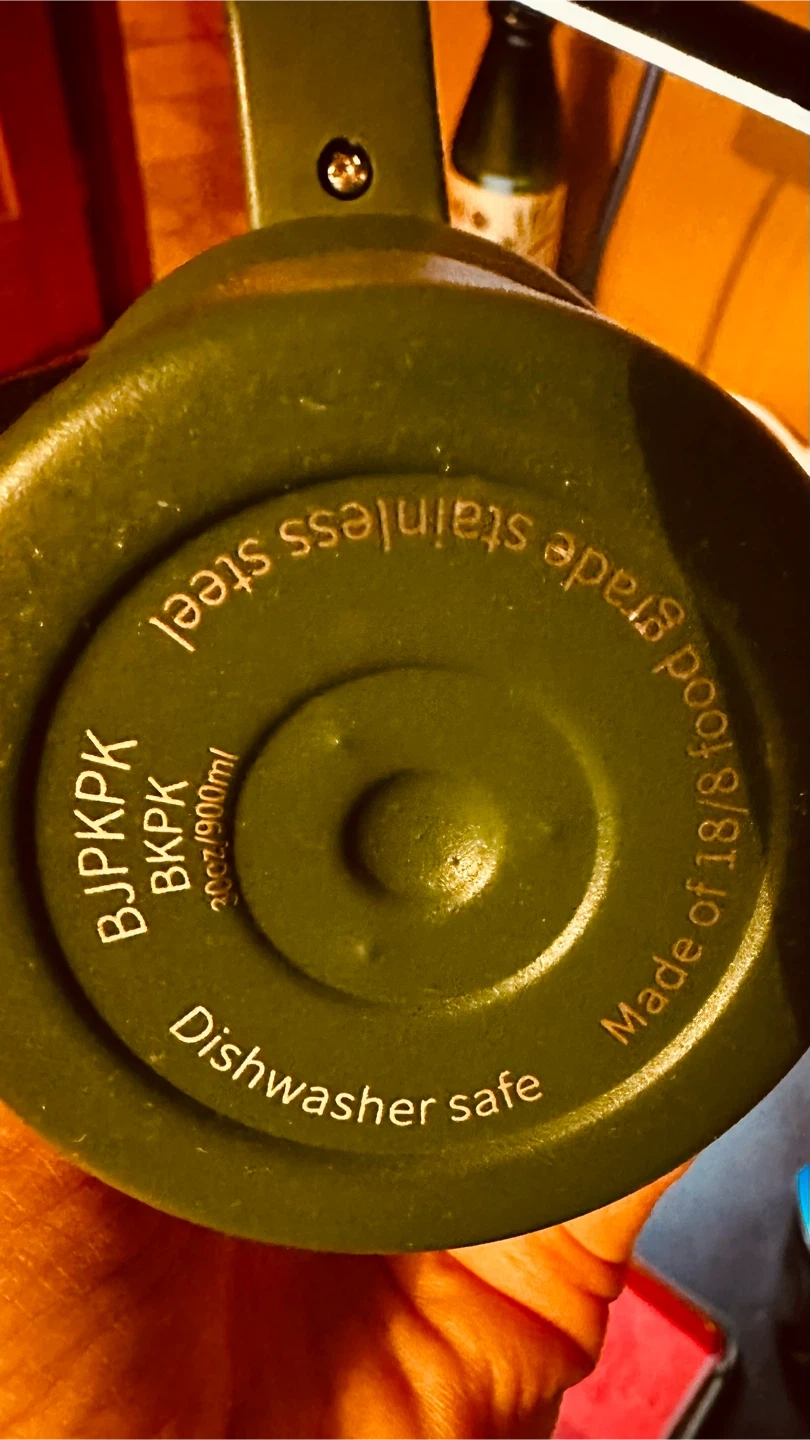 BJPKPK
BKPK
30oz/900ml
Dishwasher safe
Made of 18/8 food grade stainless steel